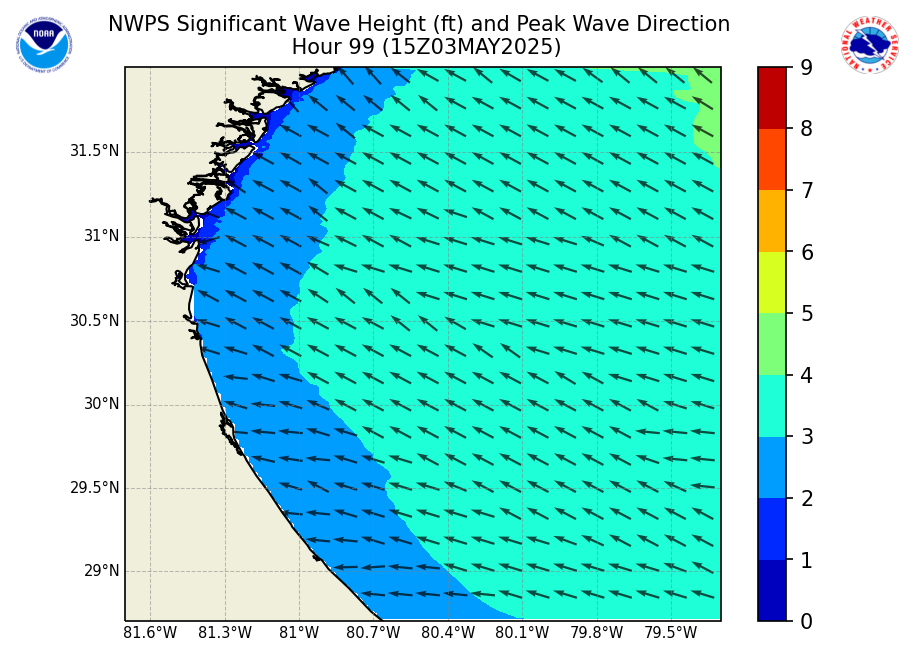 NWPS Significant Wave Height (ft) and Peak Wave Direction
Hour 99 (15Z03MAY2025)
NOAA
NATIONAL WEATHER SERVICE
31.5°N
31°N
30.5°N
30°N
29.5°N
29°N
81.6°W 81.3°W 81°W 80.7°W 80.4°W 80.1°W 79.8°W 79.5°W
9
8
7
6
5
4
3
2
1
0